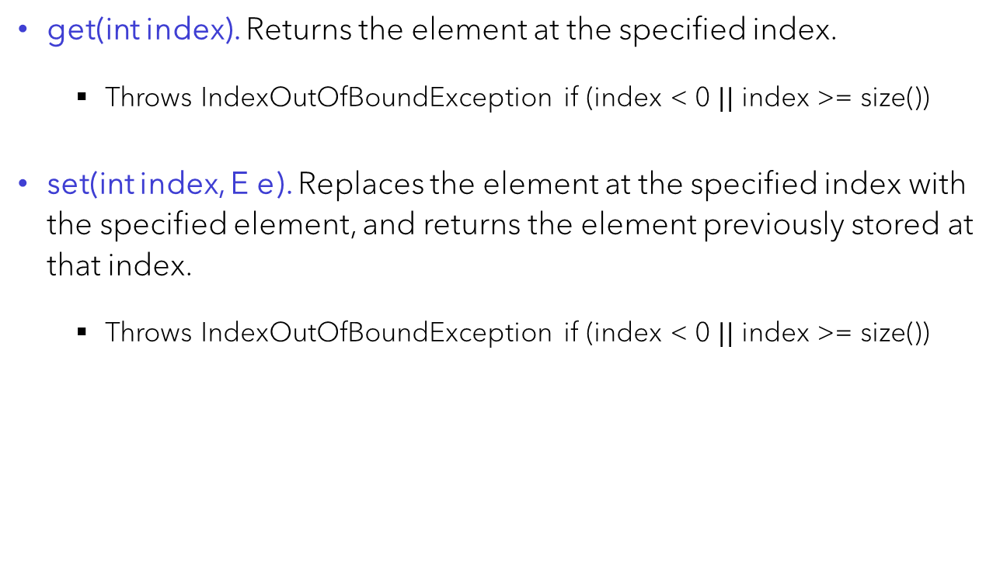 • get(int index). Returns the element at the specified index.
▪ Throws IndexOutOfBoundException if (index < 0 || index >= size())
• set(int index, E e). Replaces the element at the specified index with
the specified element, and returns the element previously stored at
that index.
▪ Throws IndexOutOfBoundException if (index < 0 || index >= size())